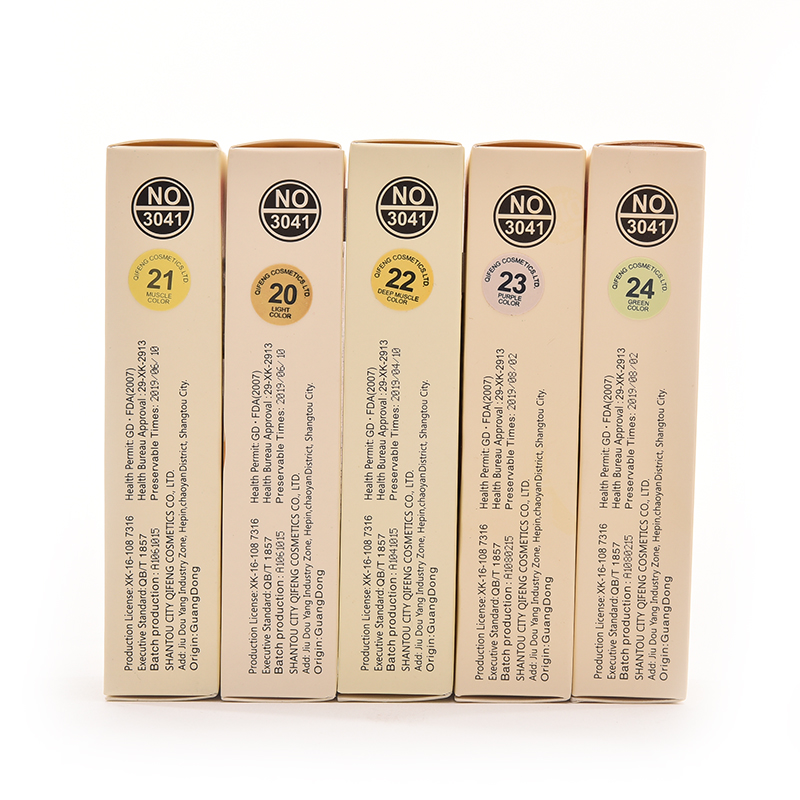 NO
3041
QIFENG COSMETICS.LTD
21
MUSCLE
COLOR
Production License: XK-16-108 7316 Health Permit: GD · FDA(2007)
Executive Standard:QB/T 1857 Health Bureau Approval : 29-XK-2913
Batch production : A1061015 Preservable Times: 2019/06/10
SHANTOU CITY QIFENG COSMETICS CO., LTD.
Add: Jiu Dou Yang Industry Zone, Hepin,chaoyanDistrict, Shangtou City.
Origin:GuangDong
NO
3041
QIFENG COSMETICS.LTD
20
LIGHT
COLOR
Production License: XK-16-108 7316 Health Permit: GD · FDA(2007)
Executive Standard:QB/T 1857 Health Bureau Approval : 29-XK-2913
Batch production : A1061015 Preservable Times: 2019/06/10
SHANTOU CITY QIFENG COSMETICS CO., LTD.
Add: Jiu Dou Yang Industry Zone, Hepin,chaoyanDistrict, Shangtou City.
Origin:GuangDong
NO
3041
QIFENG COSMETICS.LTD.
22
DEEP MUSCLE
COLOR
Production License: XK-16-108 7316 Health Permit: GD · FDA(2007)
Executive Standard:QB/T 1857 Health Bureau Approval : 29-XK-2913
Batch production : A1041015 Preservable Times: 2019/04/10
SHANTOU CITY QIFENG COSMETICS CO., LTD.
Add: Jiu Dou Yang Industry Zone, Hepin,chaoyanDistrict, Shangtou City.
Origin:GuangDong
NO
3041
QIFENG COSMETICS.LTD.
23
PURPLE
COLOR
Production License: XK-16-108 7316 Health Permit: GD · FDA(2007)
Executive Standard:QB/T 1857 Health Bureau Approval : 29-XK-2913
Batch production : A1080215 Preservable Times: 2019/08/02
SHANTOU CITY QIFENG COSMETICS CO., LTD.
Add: Jiu Dou Yang Industry Zone, Hepin,chaoyanDistrict, Shangtou City.
Origin:GuangDong
NO
3041
QIFENG COSMETICS.LTD.
24
GREEN
COLOR
Production License: XK-16-108 7316 Health Permit: GD · FDA(2007)
Executive Standard:QB/T 1857 Health Bureau Approval : 29-XK-2913
Batch production : A1080215 Preservable Times: 2019/08/02
SHANTOU CITY QIFENG COSMETICS CO., LTD.
Add: Jiu Dou Yang Industry Zone, Hepin,chaoyanDistrict, Shangtou City.
Origin:GuangDong